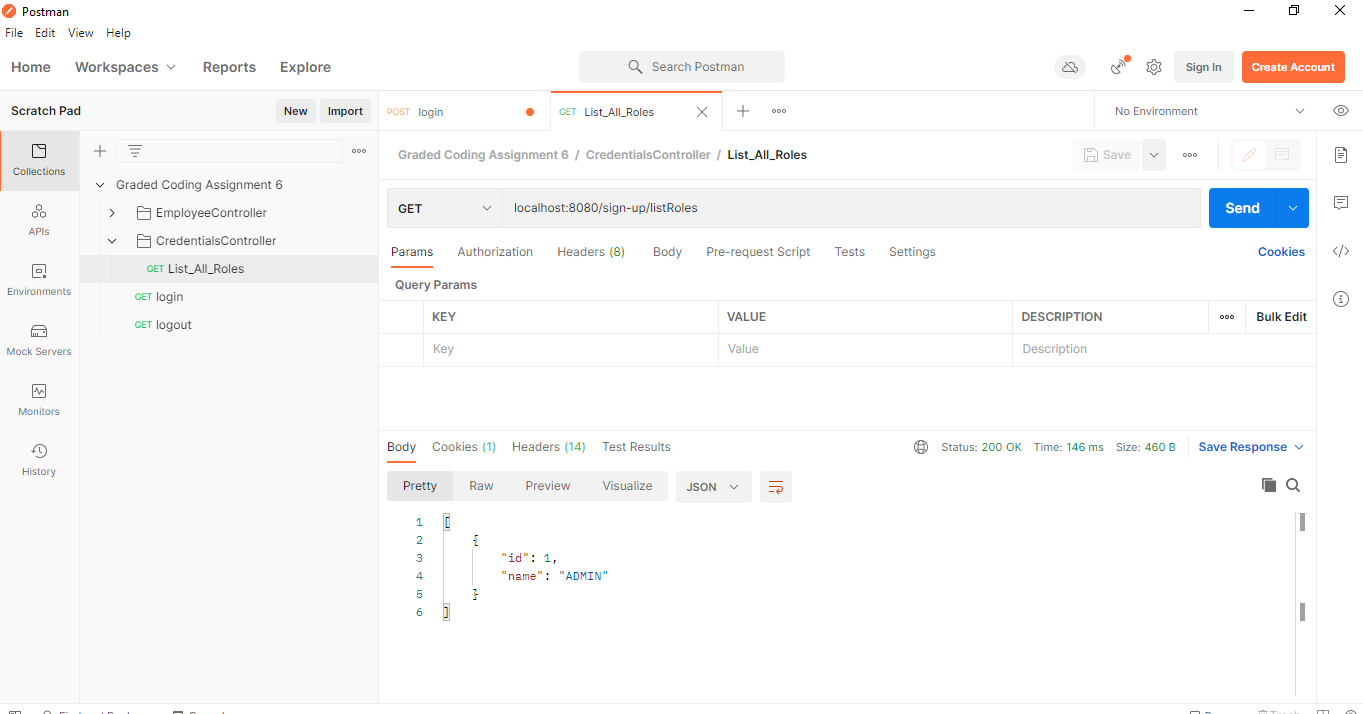 Postman
File Edit View Help
Home Workspaces Reports Explore Search Postman Sign In Create Account
Scratch Pad New Import
POST login GET List_All_Roles No Environment
Collections
APIs
Environments
Mock Servers
Monitors
History
Graded Coding Assignment 6
EmployeeController
CredentialsController
GET List_All_Roles
GET login
GET logout
Graded Coding Assignment 6 / CredentialsController / List_All_Roles Save
GET localhost:8080/sign-up/listRoles Send
Params Authorization Headers (8) Body Pre-request Script Tests Settings Cookies
Query Params
KEY VALUE DESCRIPTION Bulk Edit
Key Value Description
Body Cookies (1) Headers (14) Test Results Status: 200 OK Time: 146 ms Size: 460 B Save Response
Pretty Raw Preview Visualize JSON
1 [
2 {
3 "id": 1,
4 "name": "ADMIN"
5 }
6 ]